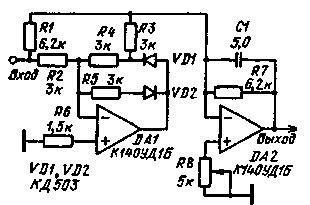 R1
6,2к
R4
3к
R3
3к
VD1
C1
5,0
Вход
R2
3к
R5 3к
VD2
R7
6,2к
R6
1,5к
DA1
К140УД1Б
Выход
R8
5к
DA2
К140УД1Б
VD1, VD2
КД503